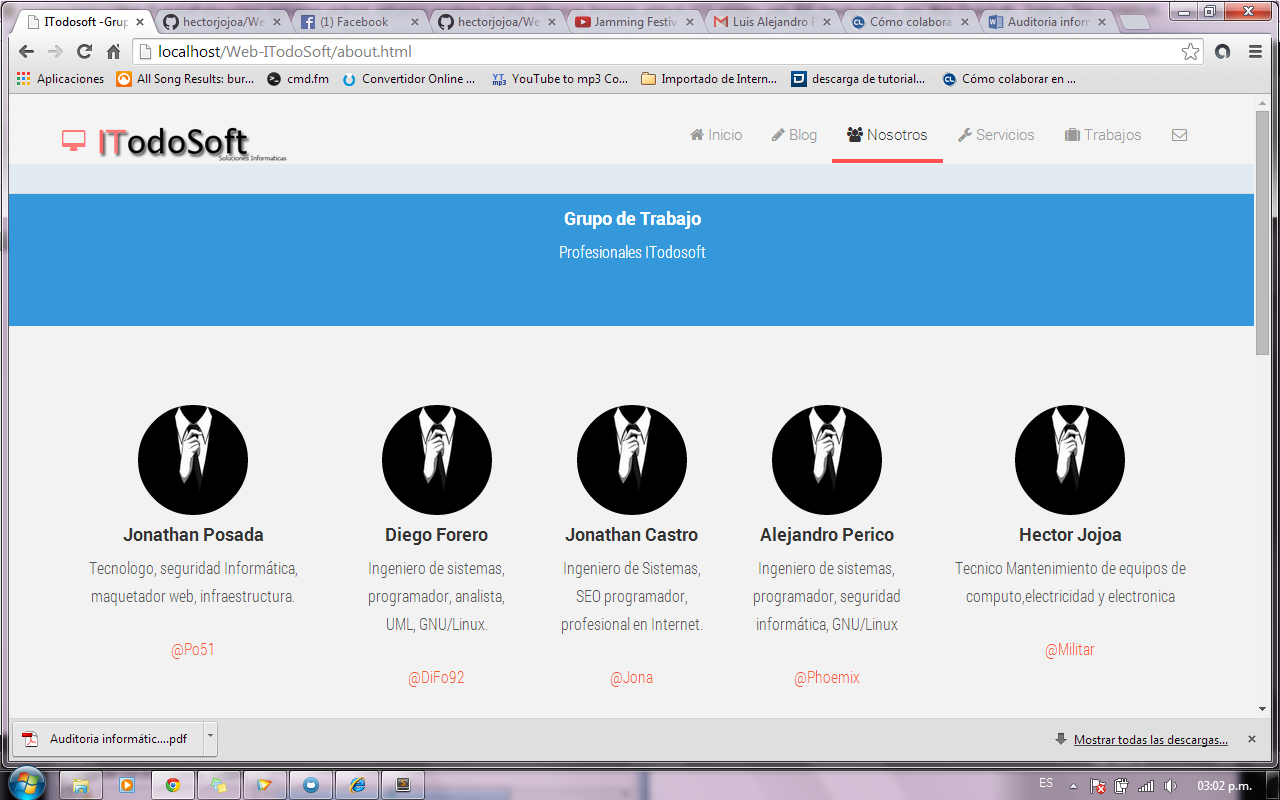 ITodosoft -Grup
hectorjojoa/We
(1) Facebook
hectorjojoa/We
Jamming Festiv
Luis Alejandro P
Cómo colabora
Auditoria inform
localhost/Web-ITodoSoft/about.html
Aplicaciones
All Song Results: bur...
cmd.fm
Convertidor Online ...
YouTube to mp3 Co...
Importado de Intern...
descarga de tutorial...
Cómo colaborar en ...
ITodoSoft
Soluciones Informaticas
Inicio
Blog
Nosotros
Servicios
Trabajos
Grupo de Trabajo
Profesionales ITodosoft
Jonathan Posada
Tecnologo, seguridad Informática,
maquetador web, infraestructura.
@Po51
Diego Forero
Ingeniero de sistemas,
programador, analista,
UML, GNU/Linux.
@DiFo92
Jonathan Castro
Ingeniero de Sistemas,
SEO programador,
profesional en Internet.
@Jona
Alejandro Perico
Ingeniero de sistemas,
programador, seguridad
informática, GNU/Linux
@Phoemix
Hector Jojoa
Tecnico Mantenimiento de equipos de
computo,electricidad y electronica
@Militar
Auditoria informátic....pdf
Mostrar todas las descargas...
ES
03:02 p.m.